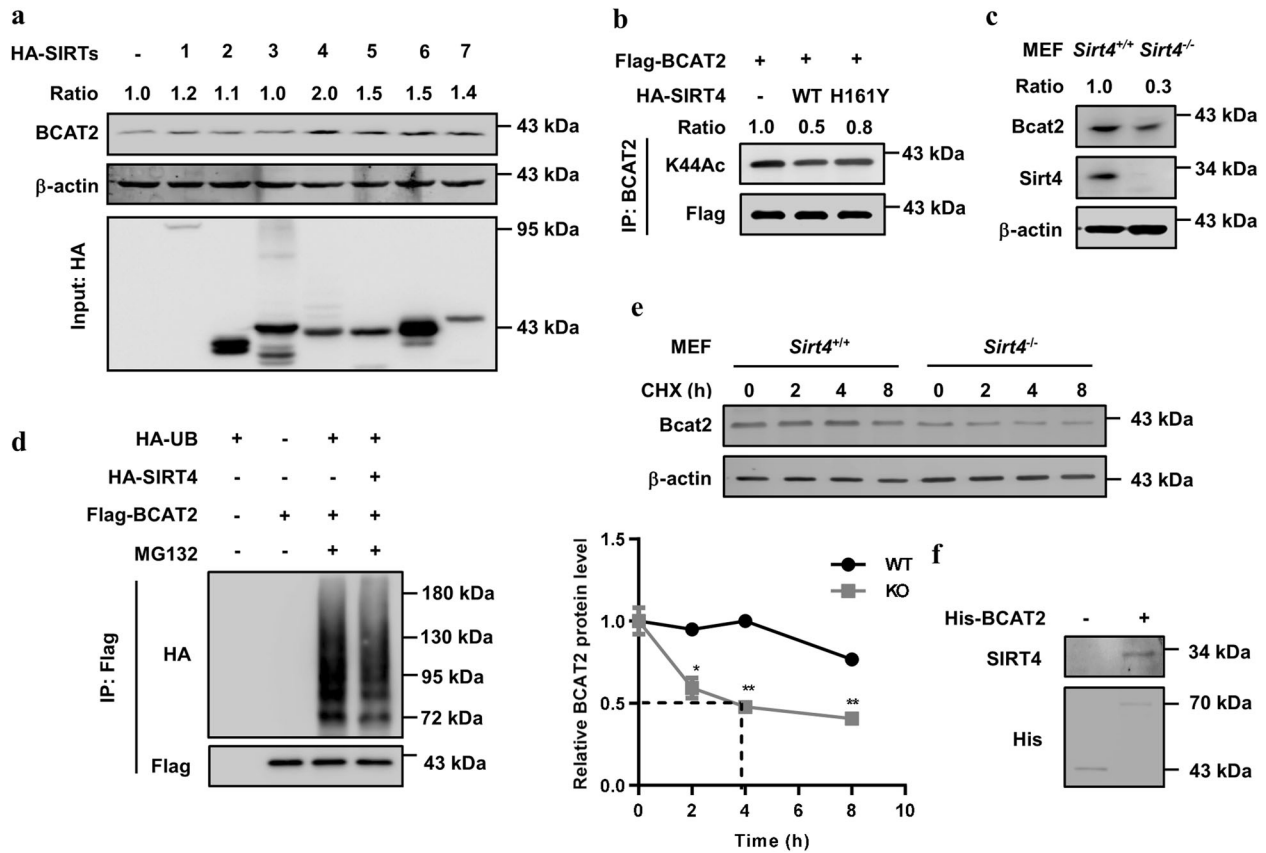 a
HA-SIRTs - 1 2 3 4 5 6 7
Ratio 1.0 1.2 1.1 1.0 2.0 1.5 1.5 1.4
BCAT2 43 kDa
β-actin 43 kDa
Input: HA
95 kDa
43 kDa
b
Flag-BCAT2 + + +
HA-SIRT4 - WT H161Y
Ratio 1.0 0.5 0.8
IP: BCAT2
K44Ac 43 kDa
Flag 43 kDa
c
MEF Sirt4+/+ Sirt4-/-
Ratio 1.0 0.3
Bcat2 43 kDa
Sirt4 34 kDa
β-actin 43 kDa
d
HA-UB + - + +
HA-SIRT4 - - - +
Flag-BCAT2 - + + +
MG132 - - + +
IP: Flag
HA
180 kDa
130 kDa
95 kDa
72 kDa
Flag 43 kDa
e
MEF Sirt4+/+ Sirt4-/-
CHX (h) 0 2 4 8 0 2 4 8
Bcat2 43 kDa
β-actin 43 kDa
Relative BCAT2 protein level
1.5
1.0
0.5
0.0
WT
KO
*
**
**
0 2 4 6 8 10
Time (h)
f
His-BCAT2 - +
SIRT4 34 kDa
His
70 kDa
43 kDa